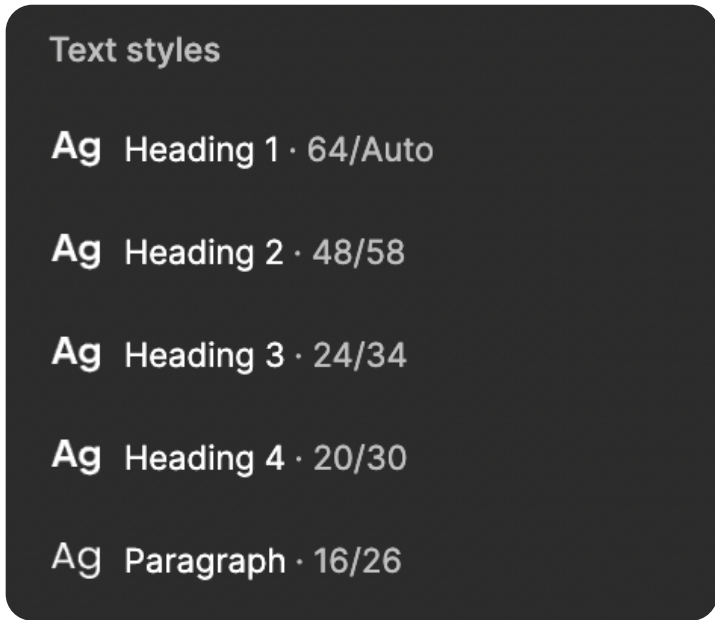 Text styles
Ag Heading 1 · 64/Auto
Ag Heading 2 · 48/58
Ag Heading 3 · 24/34
Ag Heading 4 · 20/30
Ag Paragraph · 16/26